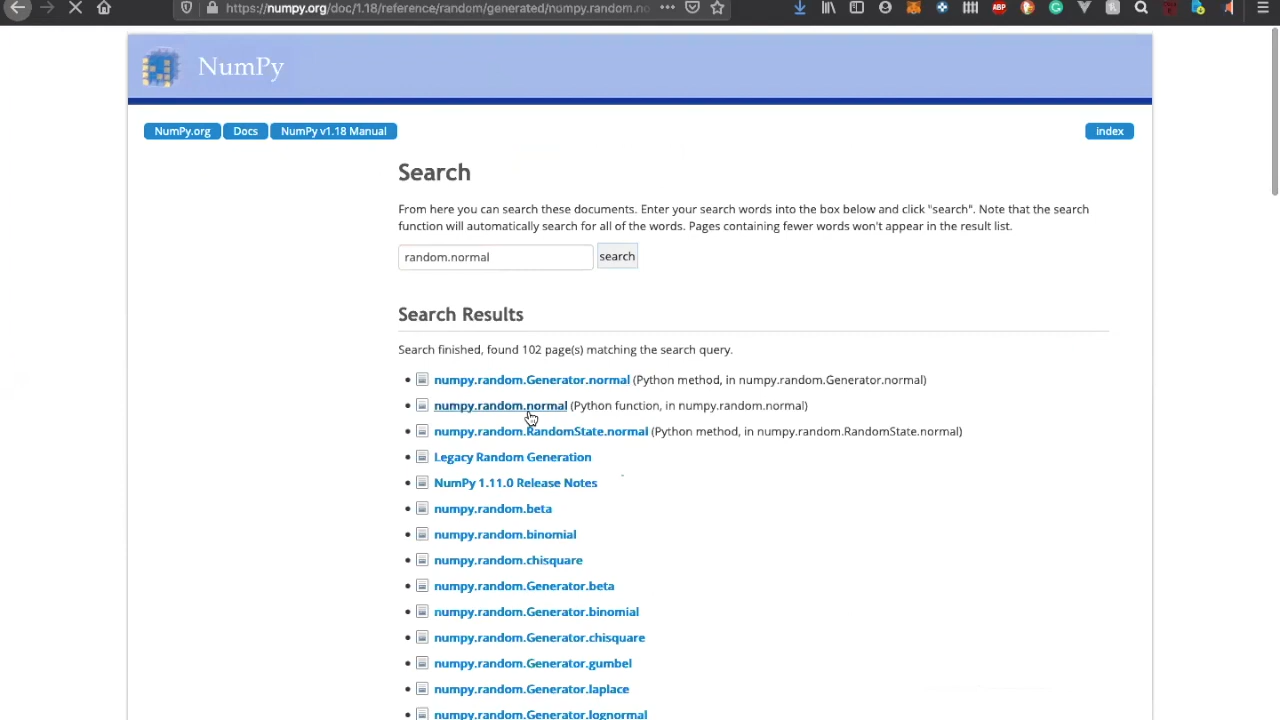 https://numpy.org/doc/1.18/reference/random/generated/numpy.random.no
ABP
NumPy
NumPy.org Docs NumPy v1.18 Manual index
Search
From here you can search these documents. Enter your search words into the box below and click "search". Note that the search
function will automatically search for all of the words. Pages containing fewer words won't appear in the result list.
random.normal search
Search Results
Search finished, found 102 page(s) matching the search query.
numpy.random.Generator.normal (Python method, in numpy.random.Generator.normal)
numpy.random.normal (Python function, in numpy.random.normal)
numpy.random.RandomState.normal (Python method, in numpy.random.RandomState.normal)
Legacy Random Generation
NumPy 1.11.0 Release Notes
numpy.random.beta
numpy.random.binomial
numpy.random.chisquare
numpy.random.Generator.beta
numpy.random.Generator.binomial
numpy.random.Generator.chisquare
numpy.random.Generator.gumbel
numpy.random.Generator.laplace
numpy.random.Generator.lognormal